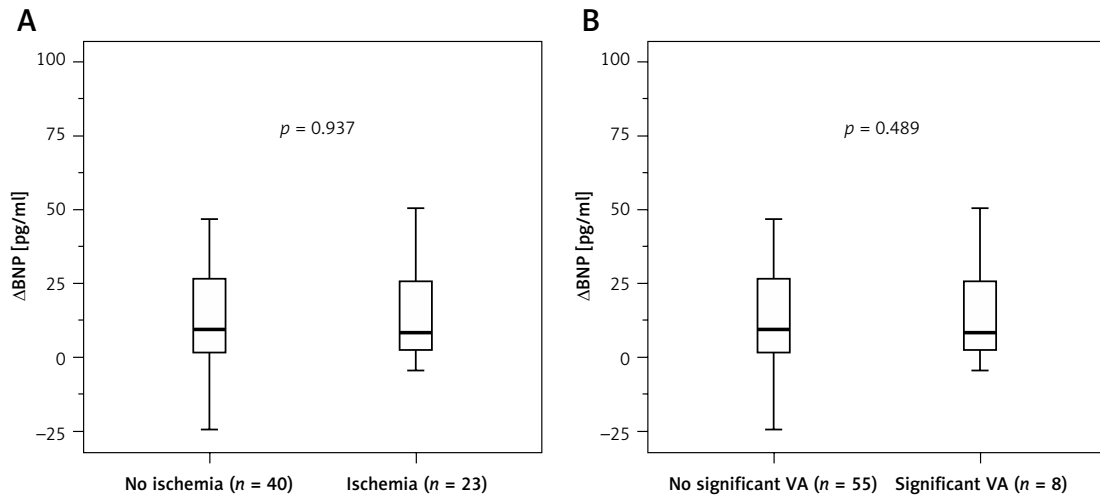 A
ΔBNP [pg/ml]
100
75
50
25
0
−25
p = 0.937
No ischemia (n = 40)
Ischemia (n = 23)
B
ΔBNP [pg/ml]
100
75
50
25
0
−25
p = 0.489
No significant VA (n = 55)
Significant VA (n = 8)